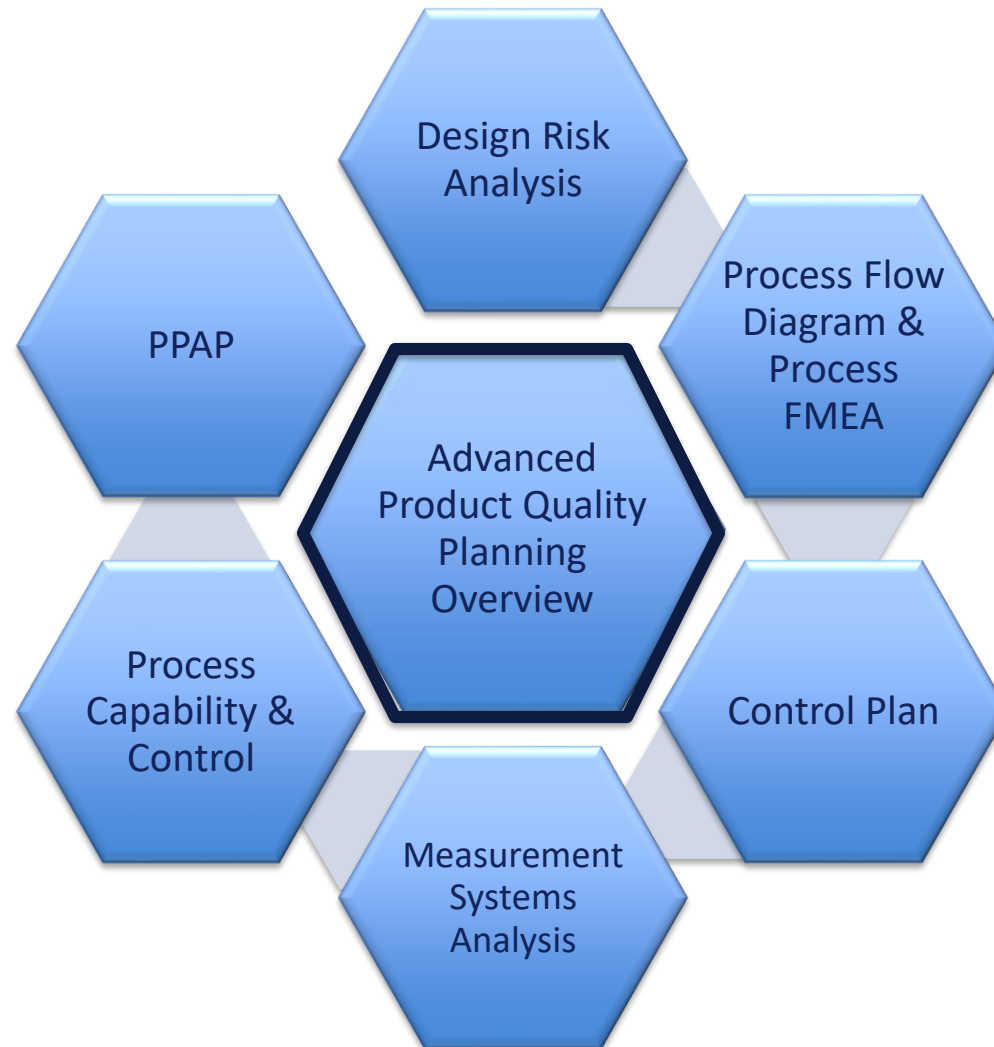 Design Risk
Analysis
Process Flow
Diagram &
Process
FMEA
Control Plan
Measurement
Systems
Analysis
Process
Capability &
Control
PPAP
Advanced
Product Quality
Planning
Overview